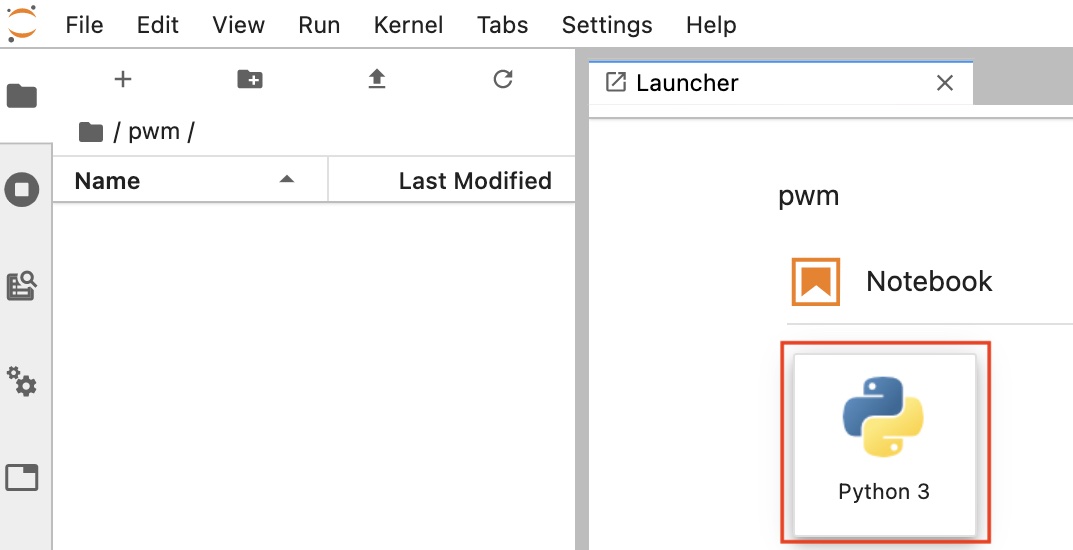 File Edit View Run Kernel Tabs Settings Help
Launcher
/ pwm /
Name Last Modified
pwm
Notebook
Python 3